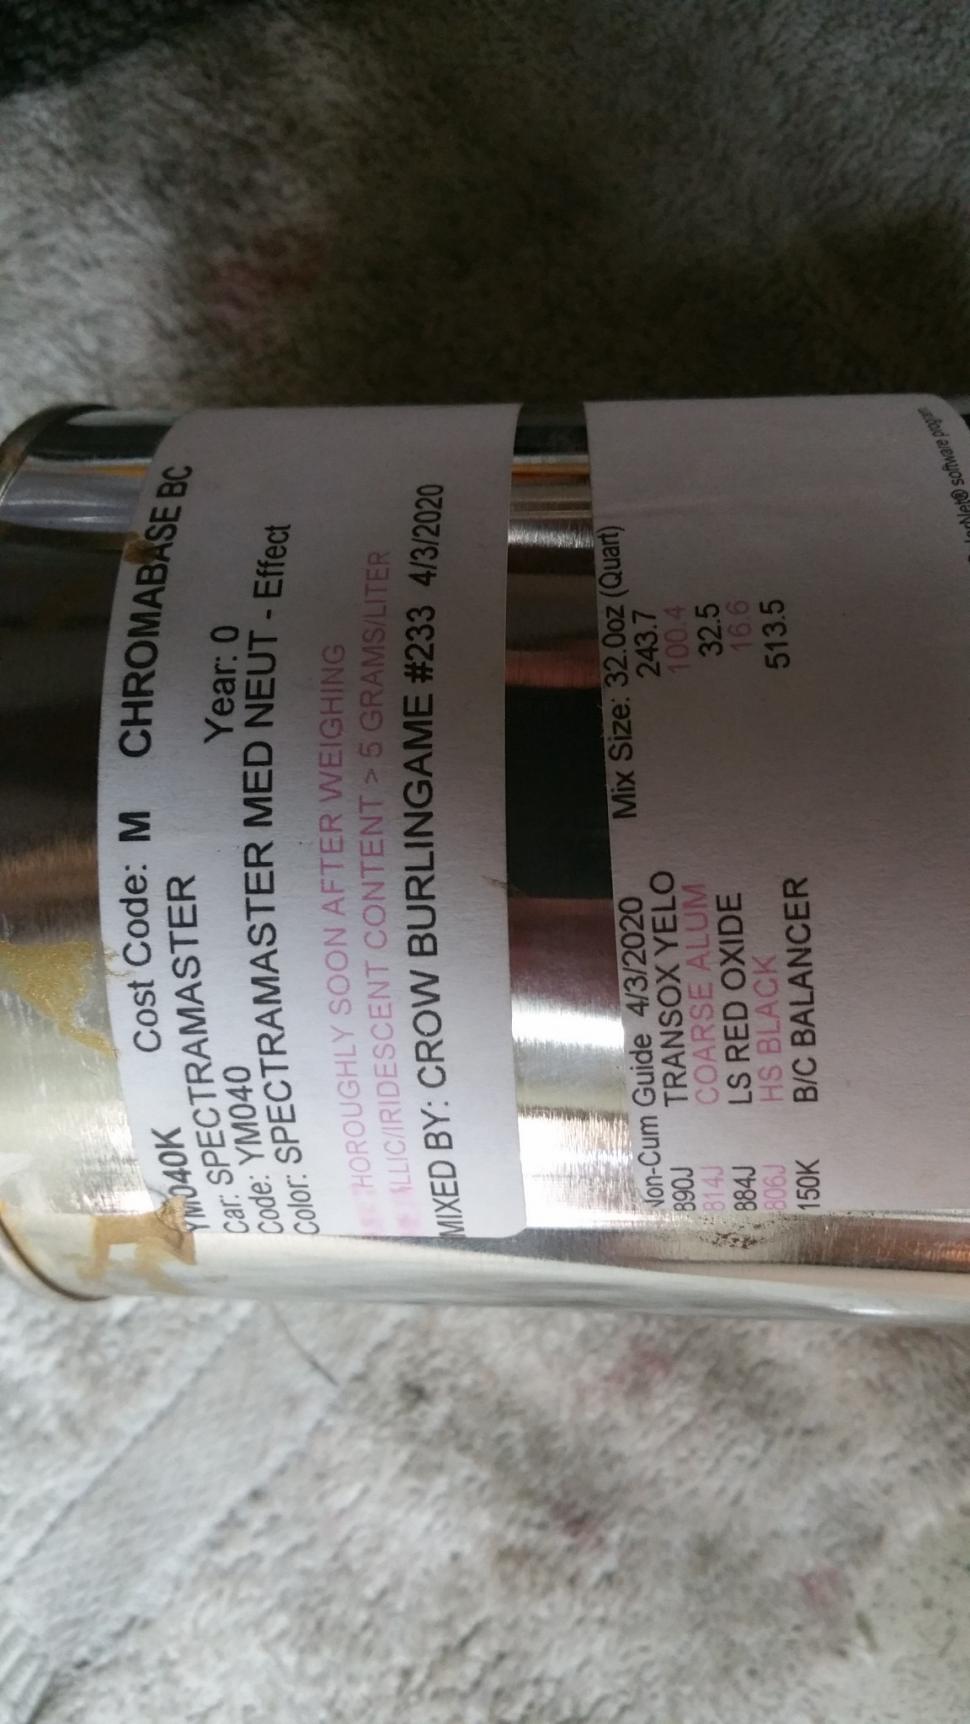 YM040K Cost Code: M CHROMABASE BC
Car: SPECTRAMASTER
Code: YM040 Year: 0
Color: SPECTRAMASTER MED NEUT - Effect
HOROUGHLY SOON AFTER WEIGHING
LLIC/IRIDESCENT CONTENT > 5 GRAMS/LITER
MIXED BY: CROW BURLINGAME #233 4/3/2020
Non-Cum Guide 4/3/2020 Mix Size: 32.0oz (Quart)
890J TRANSOX YELO 243.7
814J COARSE ALUM 100.4
884J LS RED OXIDE 32.5
806J HS BLACK 16.6
150K B/C BALANCER 513.5
software program